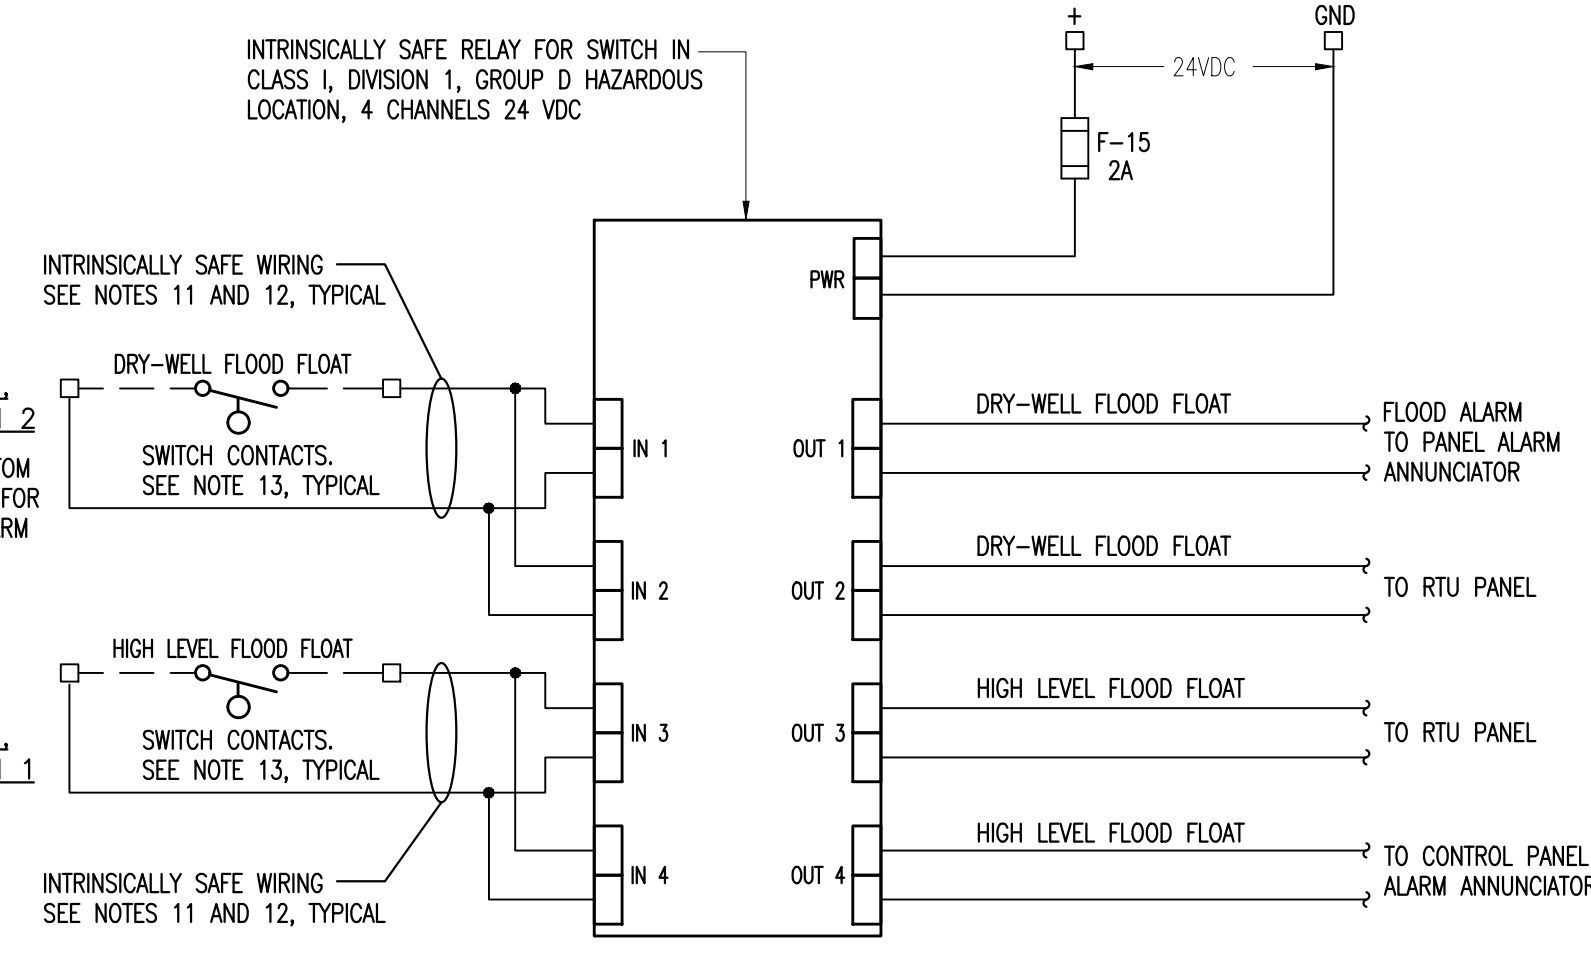 +
GND
INTRINSICALLY SAFE RELAY FOR SWITCH IN
CLASS I, DIVISION 1, GROUP D HAZARDOUS
LOCATION, 4 CHANNELS 24 VDC
24VDC
F-15
2A
INTRINSICALLY SAFE WIRING
SEE NOTES 11 AND 12, TYPICAL
PWR
DRY-WELL FLOOD FLOAT
2
FOR
SWITCH CONTACTS.
SEE NOTE 13, TYPICAL
IN 1
OUT 1
DRY-WELL FLOOD FLOAT
FLOOD ALARM
TO PANEL ALARM
ANNUNCIATOR
IN 2
OUT 2
DRY-WELL FLOOD FLOAT
TO RTU PANEL
HIGH LEVEL FLOOD FLOAT
1
SWITCH CONTACTS.
SEE NOTE 13, TYPICAL
IN 3
OUT 3
HIGH LEVEL FLOOD FLOAT
TO RTU PANEL
IN 4
OUT 4
HIGH LEVEL FLOOD FLOAT
TO CONTROL PANEL
ALARM ANNUNCIATOR
INTRINSICALLY SAFE WIRING
SEE NOTES 11 AND 12, TYPICAL